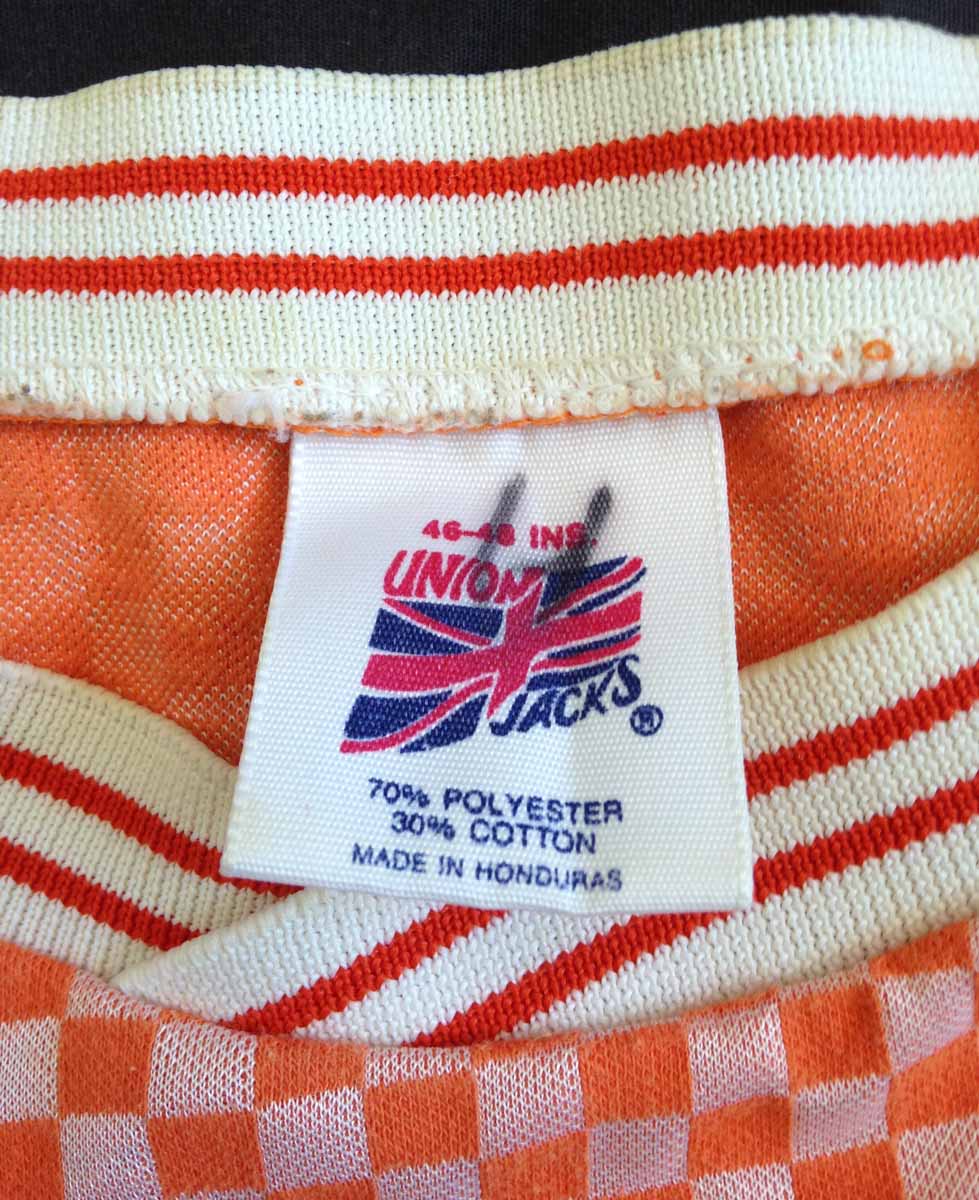 46-48 INS.
UNION
JACKS®
70% POLYESTER
30% COTTON
MADE IN HONDURAS